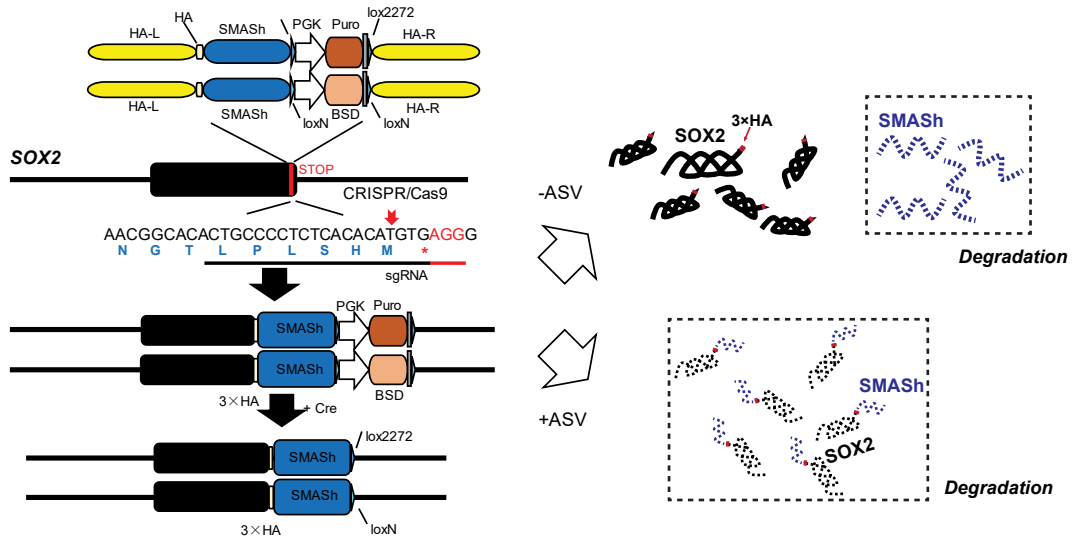 HA
lox2272
HA-L
SMASh
PGK
Puro
HA-R
HA-L
SMASh
loxN
BSD
loxN
HA-R
SOX2
STOP
CRISPR/Cas9
AACGGCACACTGCCCCTCTCACACATGTGAGGG
N G T L P L S H M *
sgRNA
PGK
Puro
SMASh
SMASh
3×HA
BSD
+ Cre
lox2272
SMASh
SMASh
3×HA
loxN
-ASV
+ASV
3×HA
SOX2
SMASh
Degradation
SMASh
SOX2
Degradation